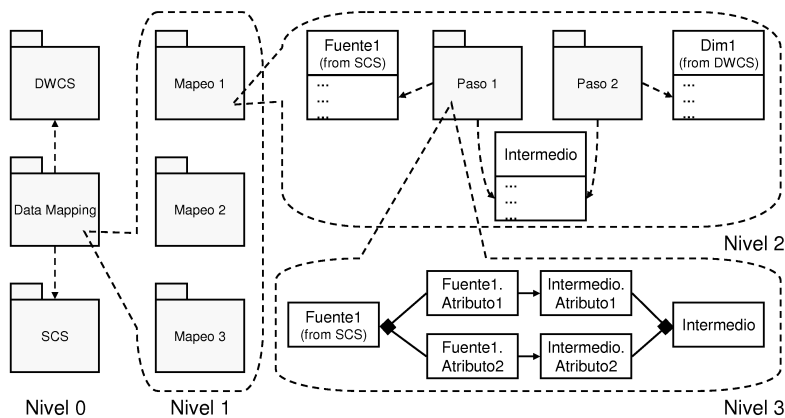 DWCS
Data Mapping
SCS
Nivel 0
Mapeo 1
Mapeo 2
Mapeo 3
Nivel 1
Fuente1
(from SCS)
...
...
...
Paso 1
Paso 2
Dim1
(from DWCS)
...
...
...
Intermedio
...
...
...
Nivel 2
Fuente1
(from SCS)
Fuente1.
Atributo1
Intermedio.
Atributo1
Fuente1.
Atributo2
Intermedio.
Atributo2
Intermedio
Nivel 3